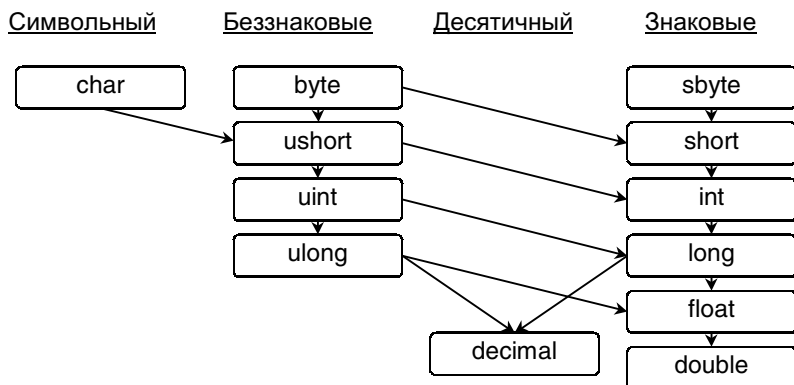 Символьный Беззнаковые Десятичный Знаковые
char byte sbyte
ushort short
uint int
ulong long
float
decimal
double